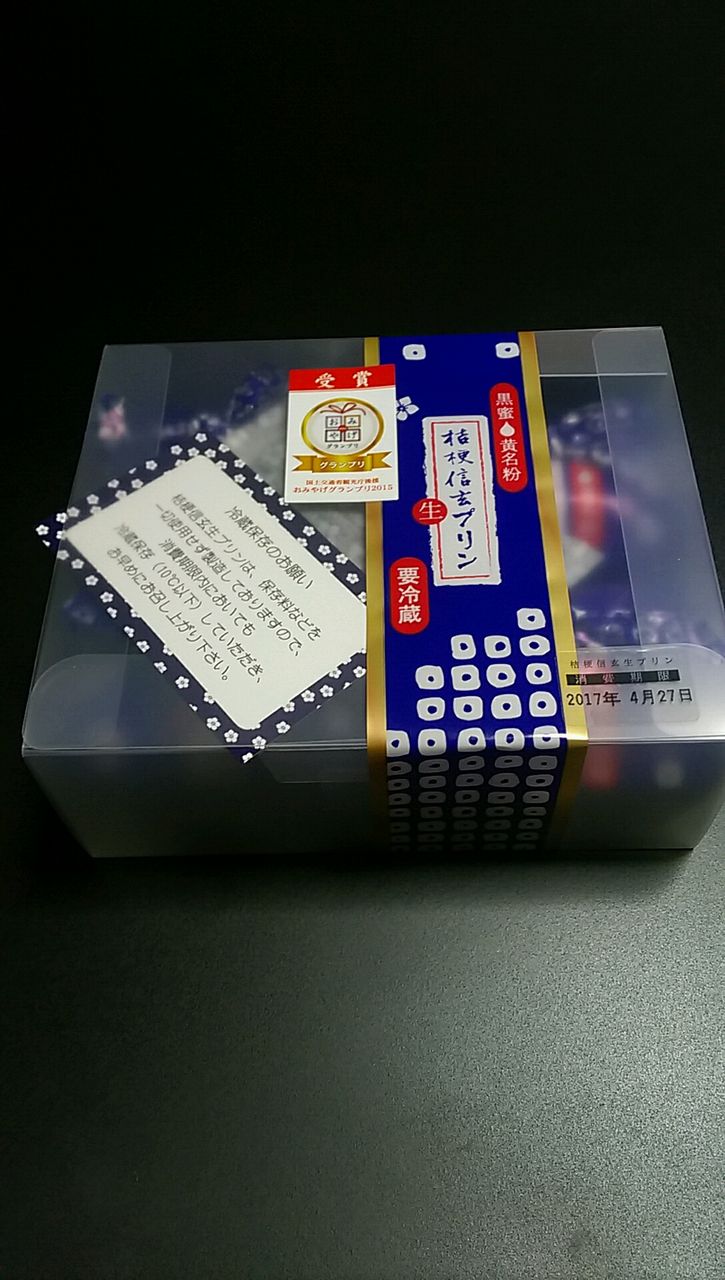 受賞
おみ
やげ
グランプリ
グランプリ
国土交通省観光庁後援
おみやげグランプリ2015
黒蜜
黄名粉
桔梗信玄プリン
生
要冷蔵
冷蔵保存のお願い
桔梗信玄生プリンは、保存料などを
一切使用せず製造しておりますので、
消費期限内においても
冷蔵保存（10℃以下）していただき、
お早めにお召し上がり下さい。
桔梗信玄生プリン
消費期限
2017年 4月27日